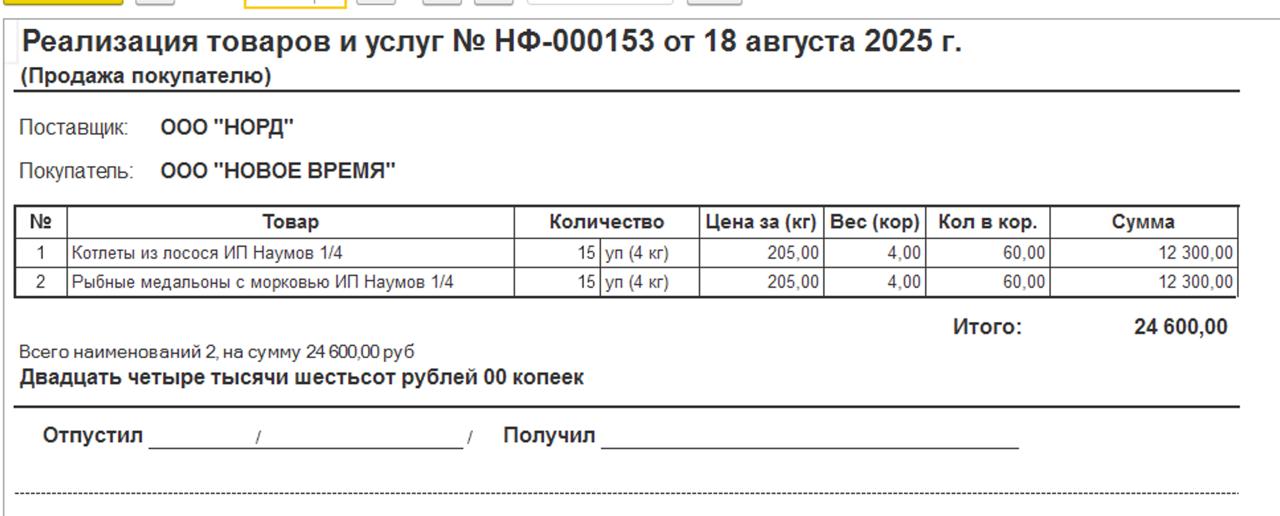 Реализация товаров и услуг № НФ-000153 от 18 августа 2025 г.
(Продажа покупателю)
Поставщик: ООО "НОРД"
Покупатель: ООО "НОВОЕ ВРЕМЯ"
№ Товар Количество Цена за (кг) Вес (кор) Кол в кор. Сумма
1 Котлеты из лосося ИП Наумов 1/4 15 уп (4 кг) 205,00 4,00 60,00 12 300,00
2 Рыбные медальоны с морковью ИП Наумов 1/4 15 уп (4 кг) 205,00 4,00 60,00 12 300,00
Итого: 24 600,00
Всего наименований 2, на сумму 24 600,00 руб
Двадцать четыре тысячи шестьсот рублей 00 копеек
Отпустил / / Получил